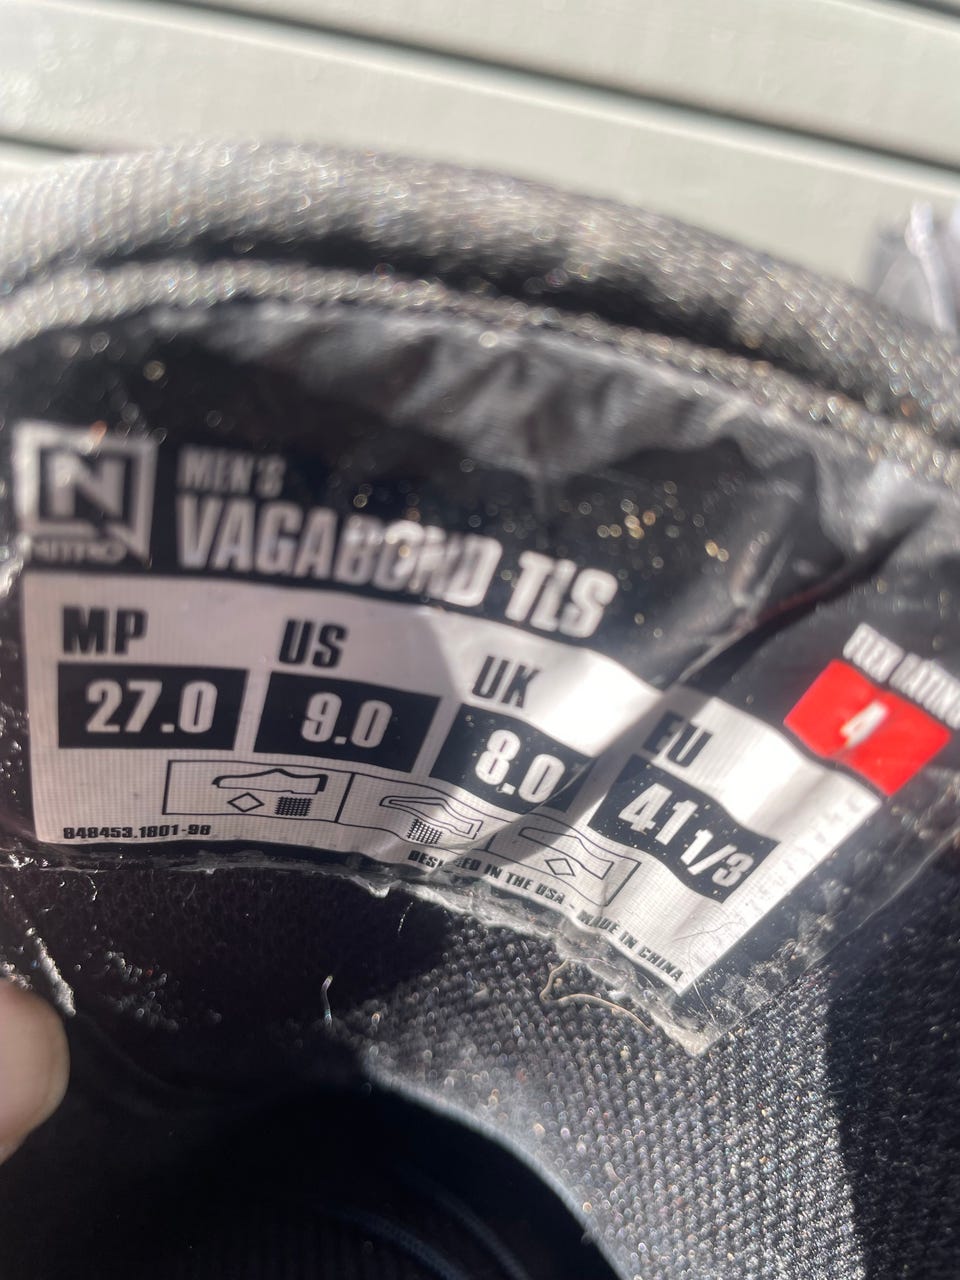 N
NITRO
MEN'S
VAGABOND TLS
MP US UK EU
27.0 9.0 8.0 41 1/3
FLEX RATING
4
848453.1801-98
DESIGNED IN THE USA - MADE IN CHINA